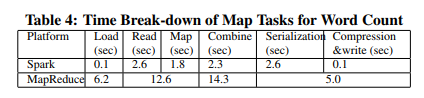 Table 4: Time Break-down of Map Tasks for Word Count
Platform Load Read Map Combine Serialization Compression
(sec) (sec) (sec) (sec) (sec) &write (sec)
Spark 0.1 2.6 1.8 2.3 2.6 0.1
MapReduce 6.2 12.6 14.3 5.0